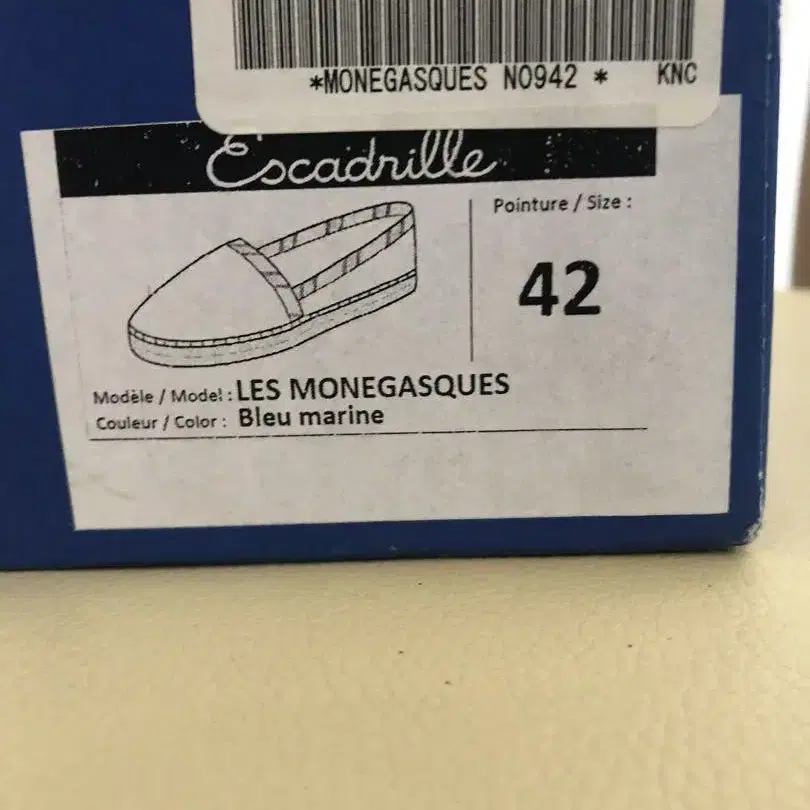 *MONEGASQUES N0942 * KNC
Escadrille
Pointure / Size :
42
Modèle / Model : LES MONEGASQUES
Couleur / Color : Bleu marine